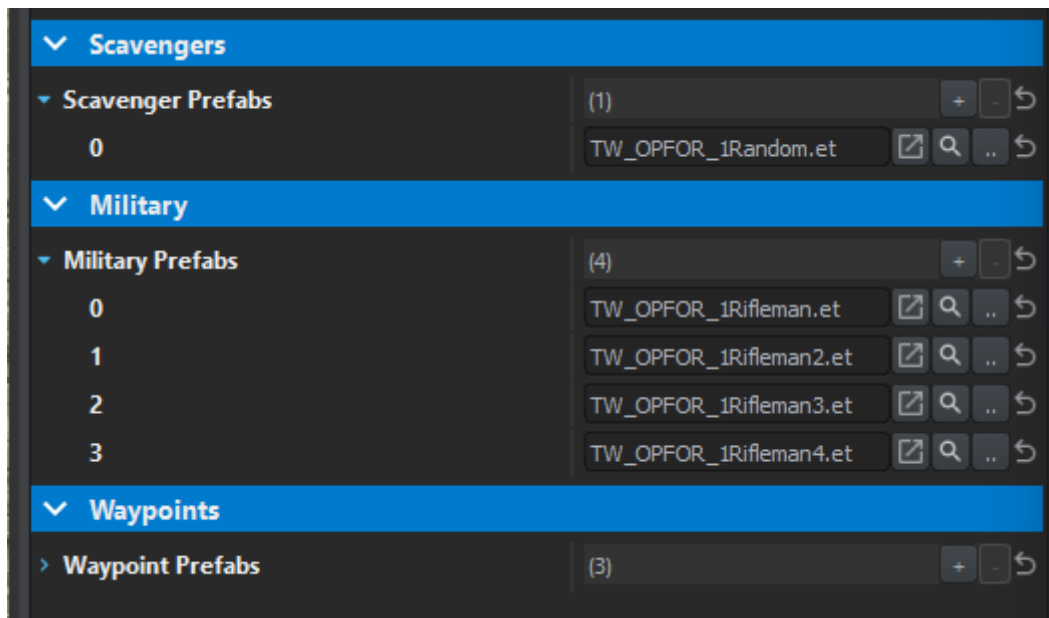 Scavengers
Scavenger Prefabs (1) + -
0 TW_OPFOR_1Random.et ..
Military
Military Prefabs (4) + -
0 TW_OPFOR_1Rifleman.et ..
1 TW_OPFOR_1Rifleman2.et ..
2 TW_OPFOR_1Rifleman3.et ..
3 TW_OPFOR_1Rifleman4.et ..
Waypoints
Waypoint Prefabs (3) + -